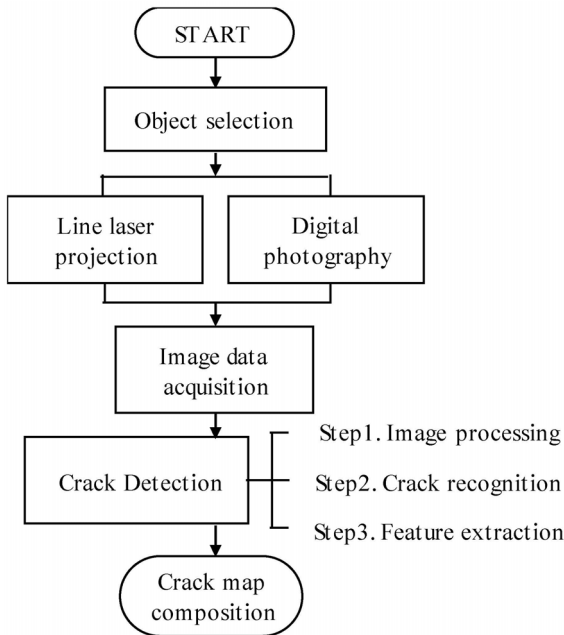 START
Object selection
Line laser
projection
Digital
photography
Image data
acquisition
Crack Detection
Step1. Image processing
Step2. Crack recognition
Step3. Feature extraction
Crack map
composition